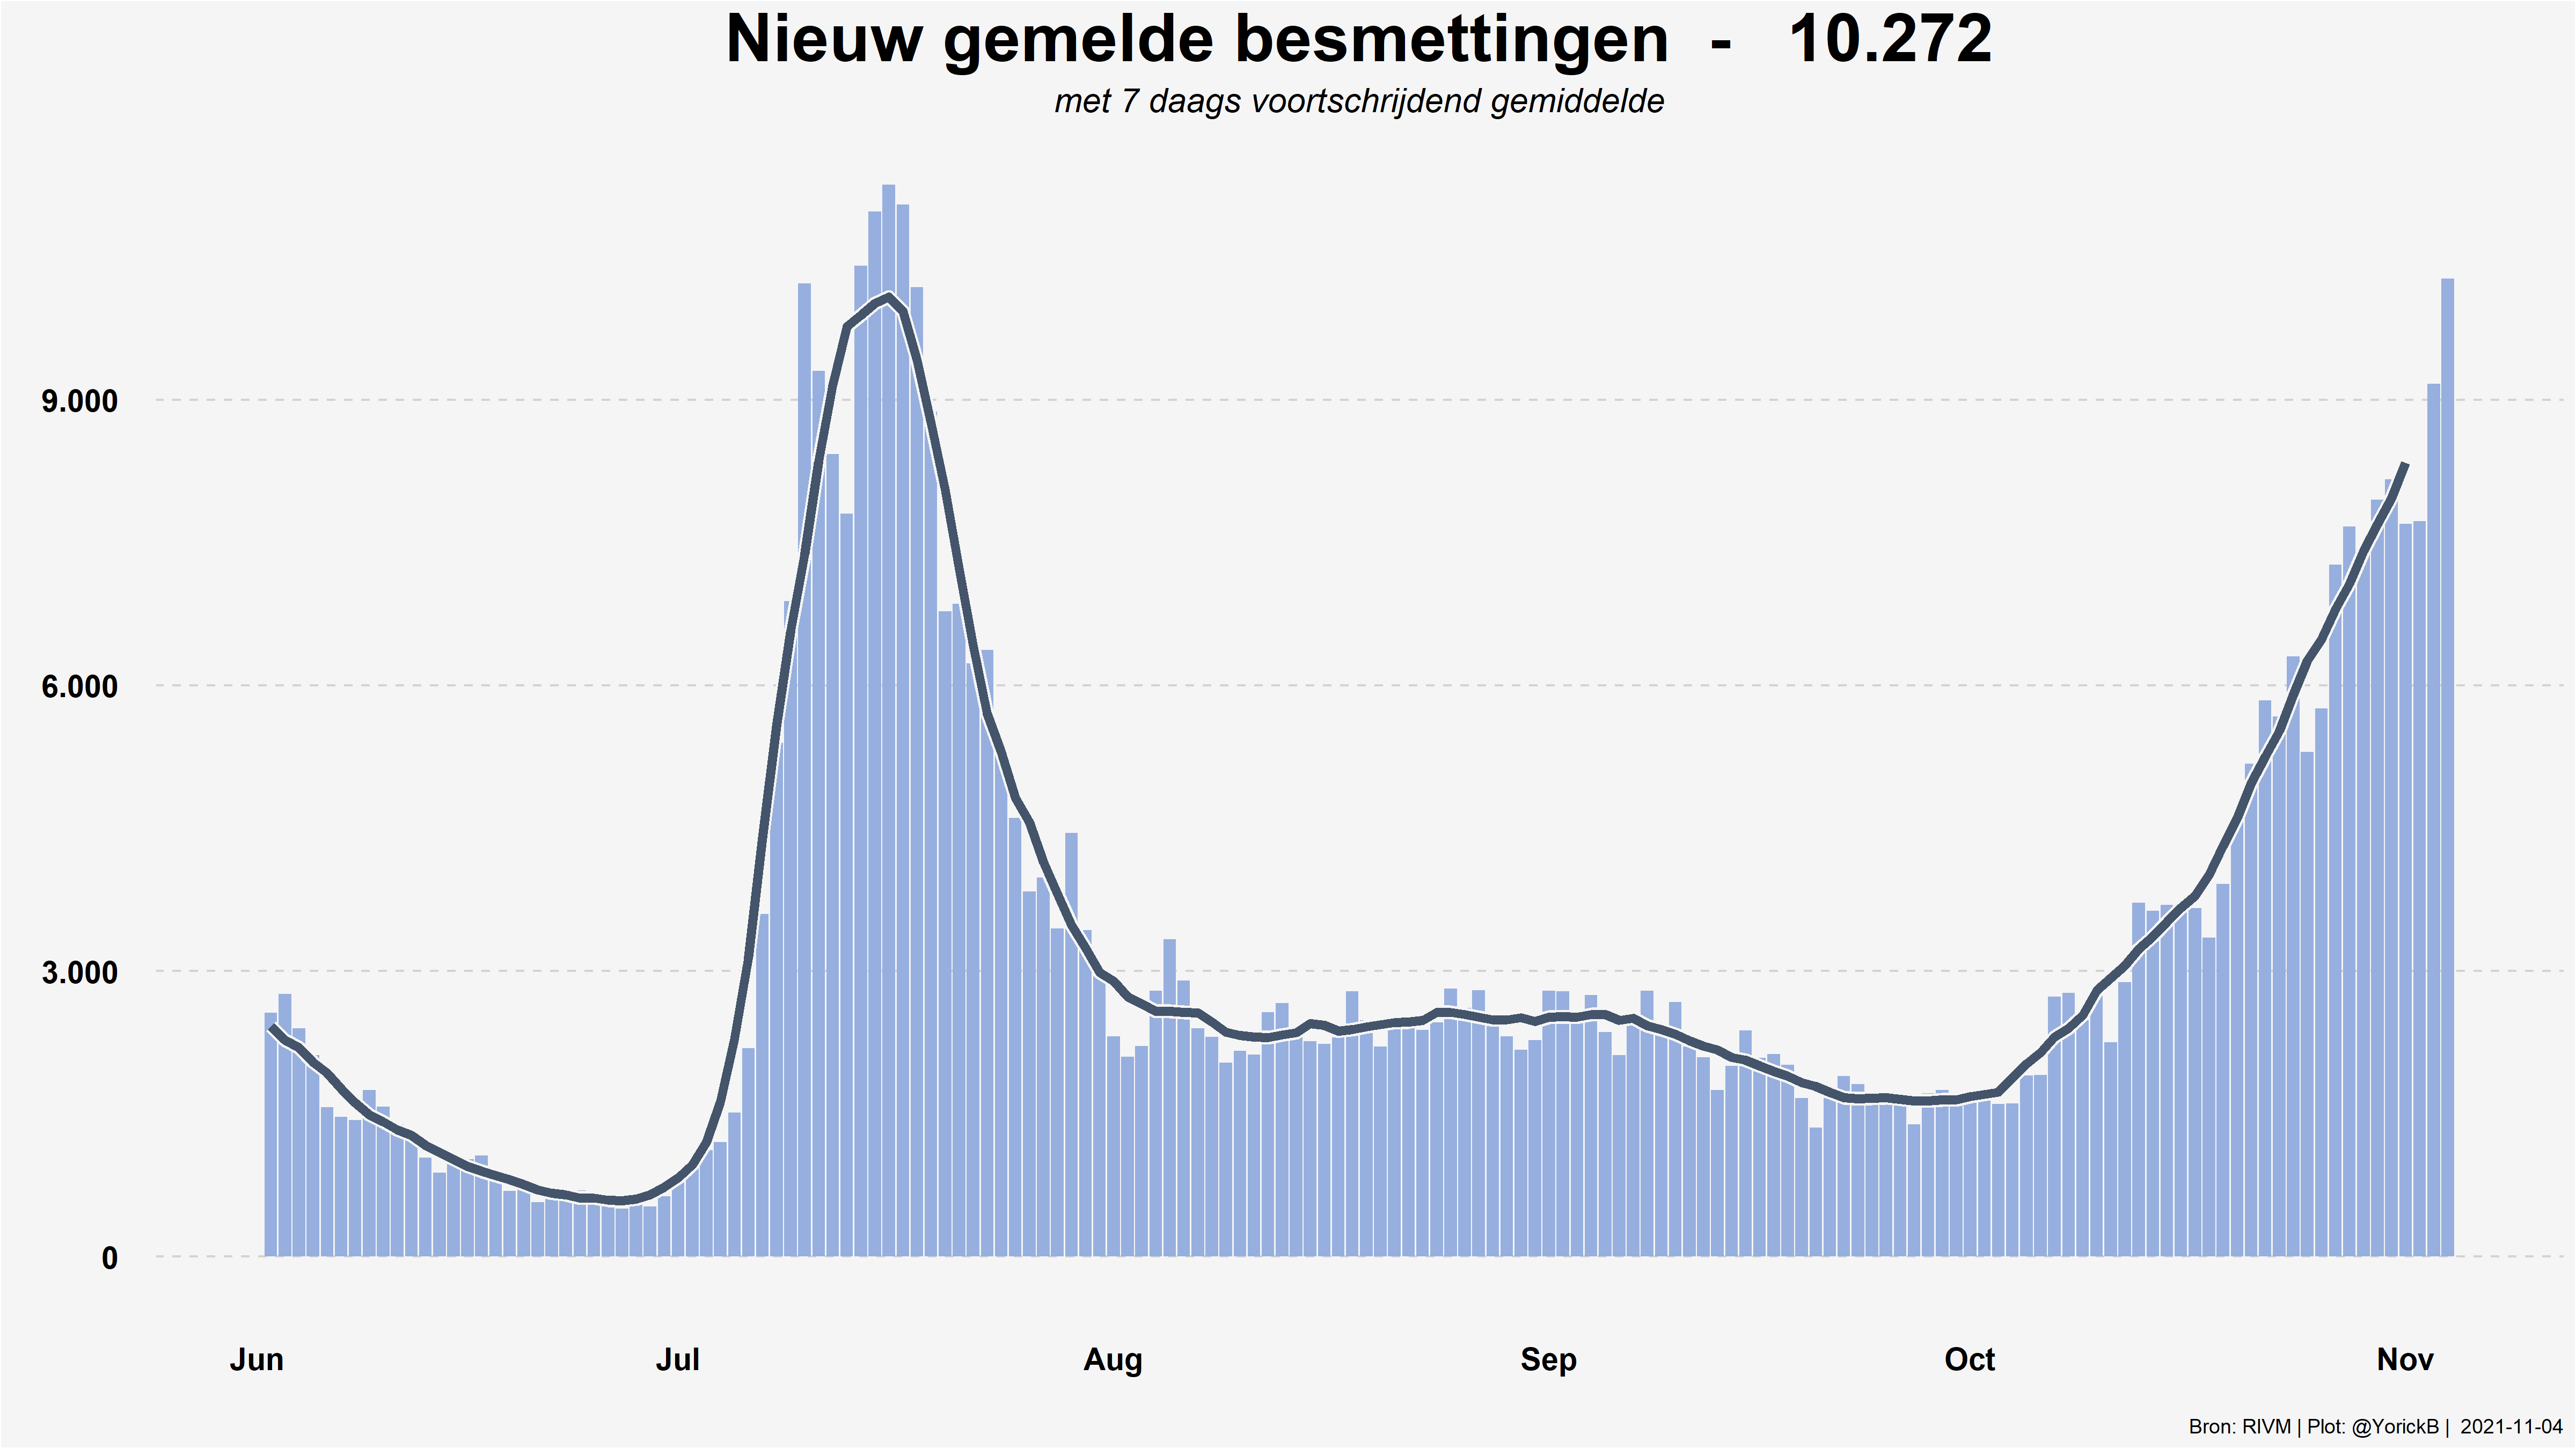 Nieuw gemelde besmettingen - 10.272
met 7 daags voortschrijdend gemiddelde
9.000
6.000
3.000
0
Jun Jul Aug Sep Oct Nov
Bron: RIVM | Plot: @YorickB | 2021-11-04